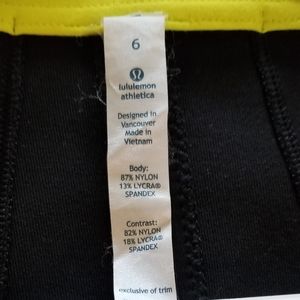 6
lululemon
athletica
Designed in
Vancouver
Made in
Vietnam
Body:
87% NYLON
13% LYCRA®
SPANDEX
Contrast:
82% NYLON
18% LYCRA®
SPANDEX
exclusive of trim